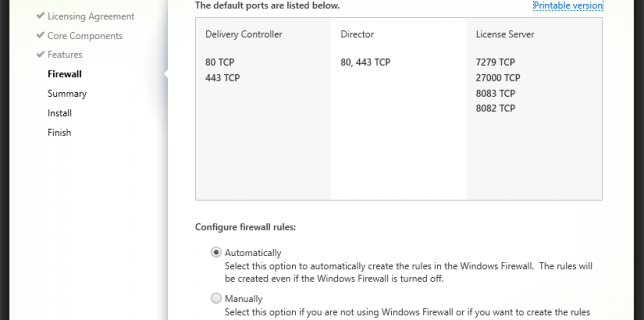 The default ports are listed below.
Printable version
Licensing Agreement
Core Components
Features
Firewall
Summary
Install
Finish
Delivery Controller
80 TCP
443 TCP
Director
80, 443 TCP
License Server
7279 TCP
27000 TCP
8083 TCP
8082 TCP
Configure firewall rules:
Automatically
Select this option to automatically create the rules in the Windows Firewall. The rules will
be created even if the Windows Firewall is turned off.
Manually
Select this option if you are not using Windows Firewall or if you want to create the rules